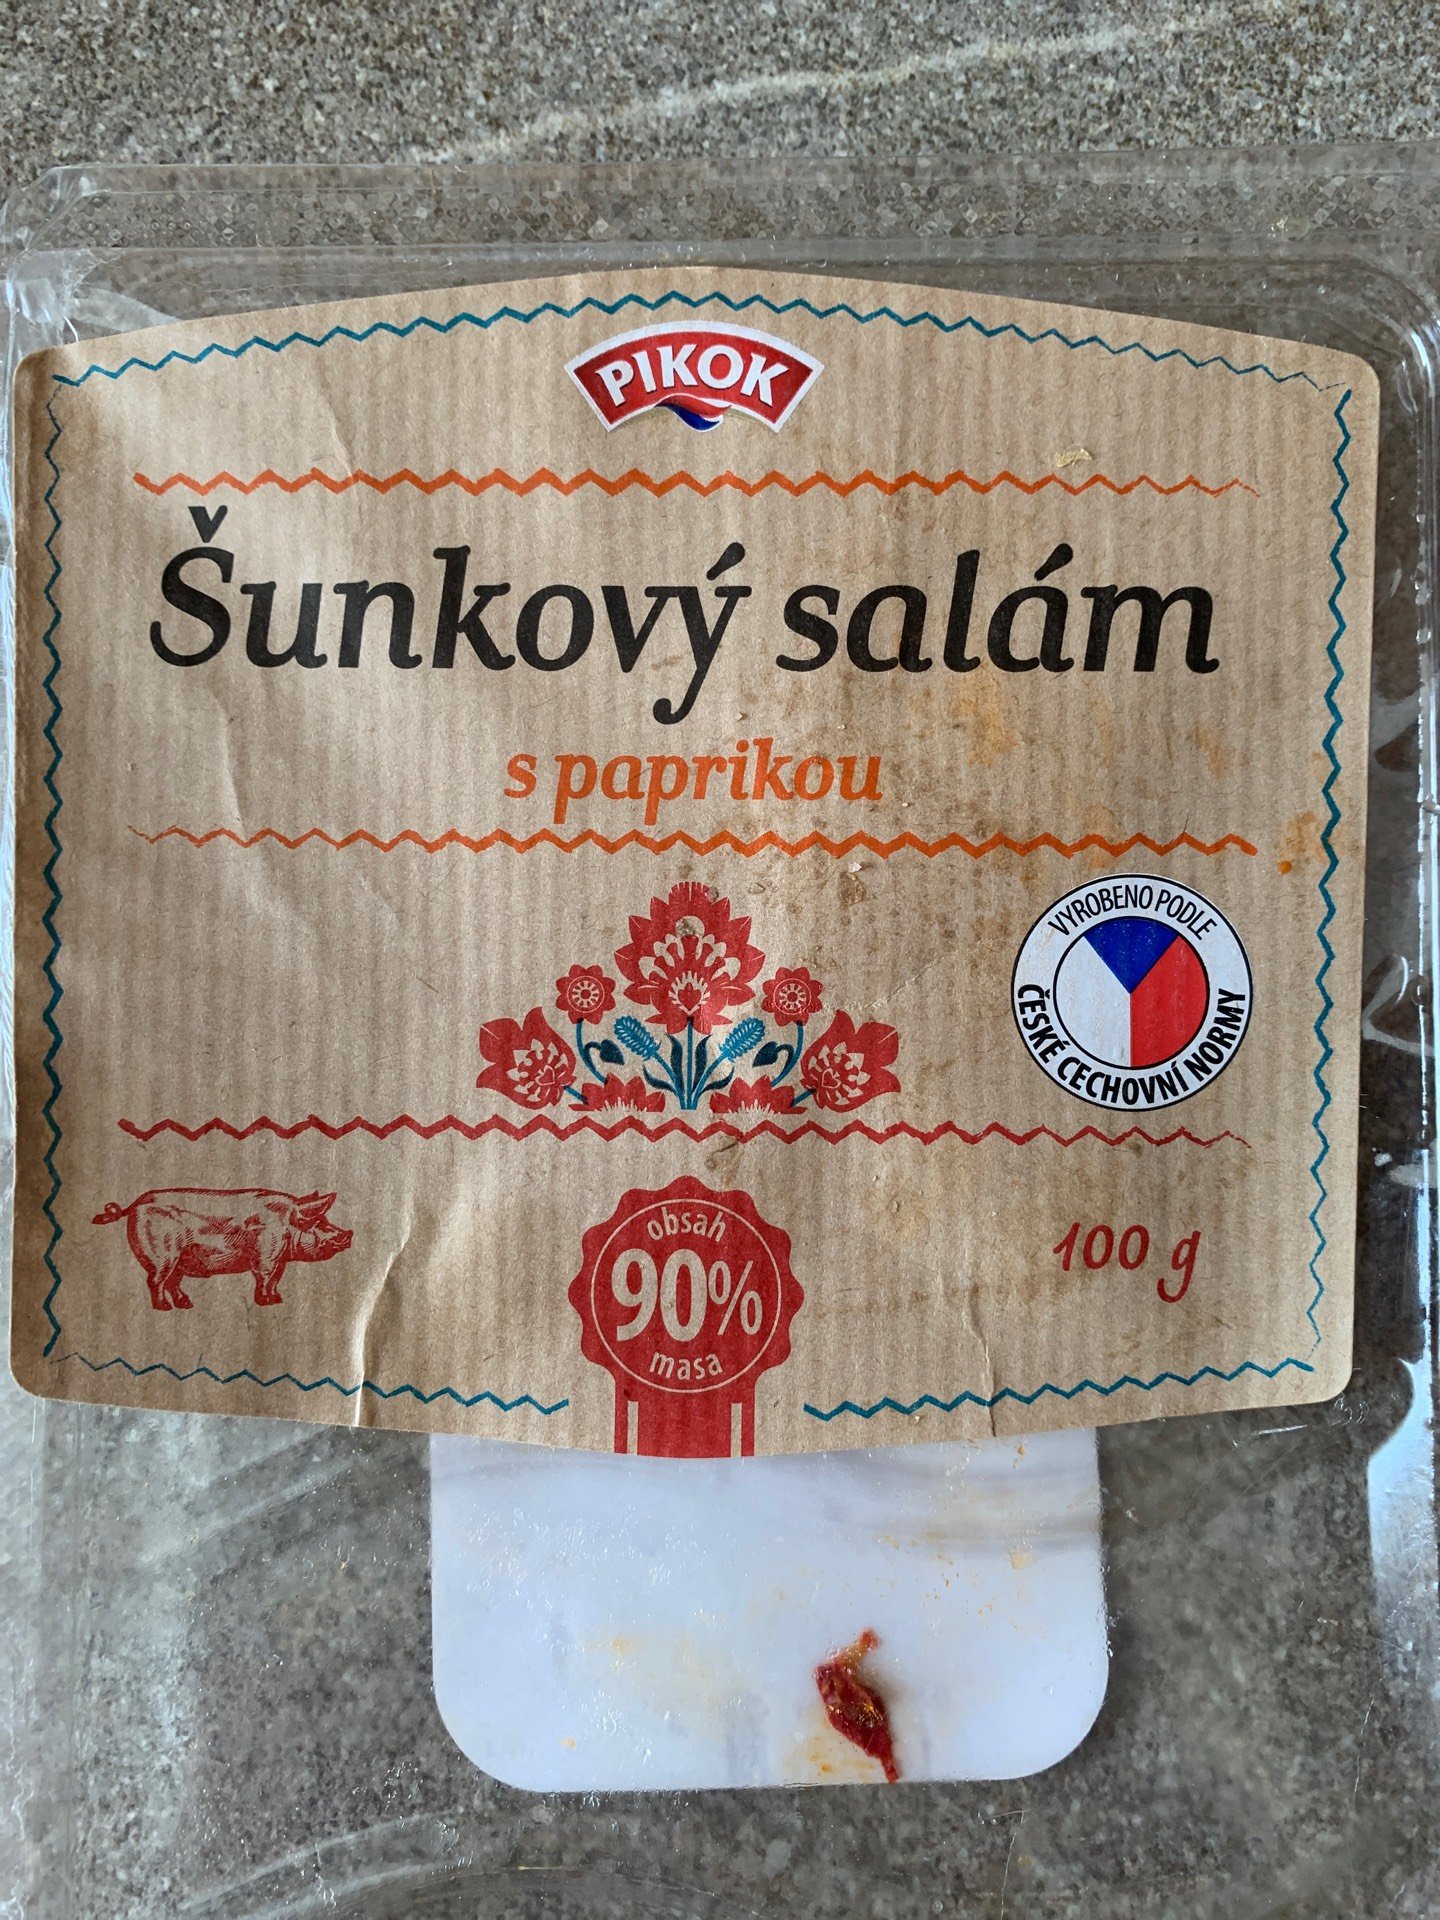 PIKOK
Šunkový salám
s paprikou
VYROBENO PODLE
ČESKÉ CECHOVNÍ NORMY
obsah
90%
masa
100 g